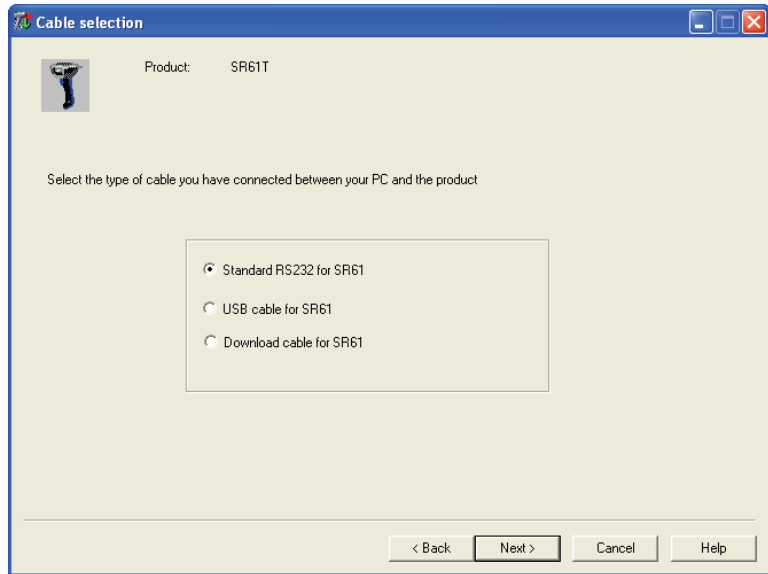 Cable selection
Product: SR61T
Select the type of cable you have connected between your PC and the product
Standard RS232 for SR61
USB cable for SR61
Download cable for SR61
< Back Next > Cancel Help